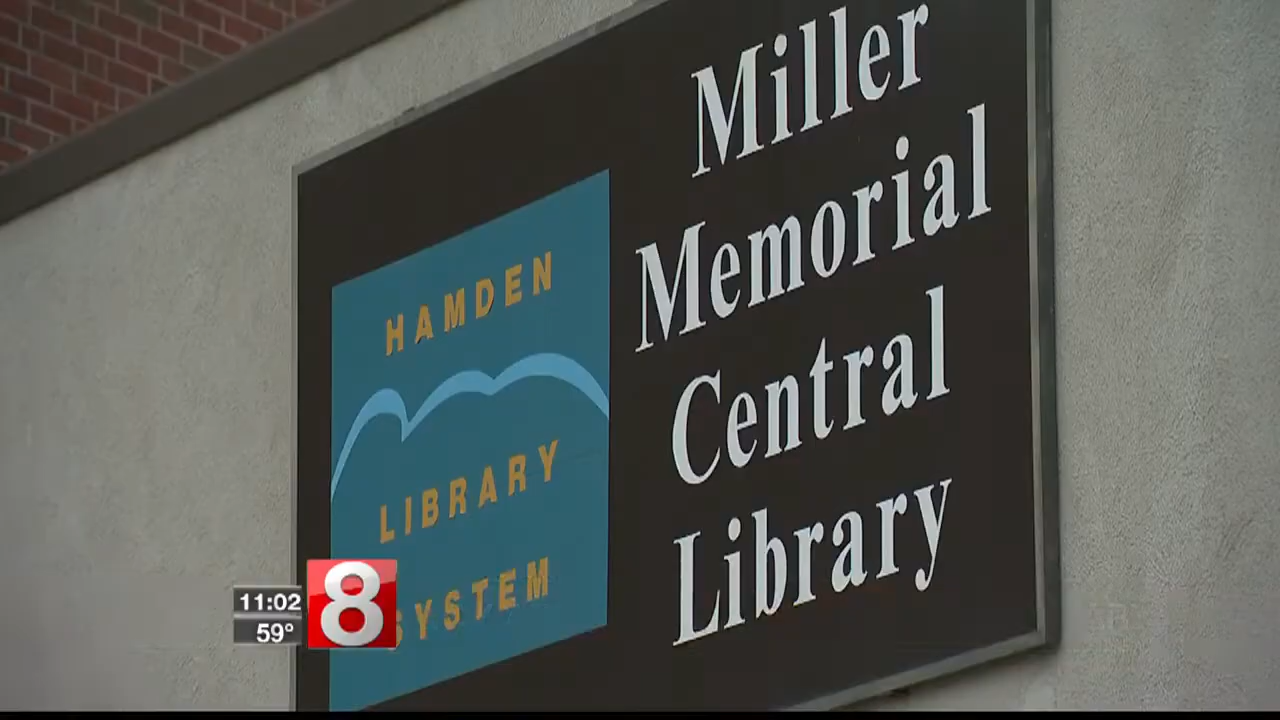 Miller
Memorial
Central
Library
HAMDEN
LIBRARY
SYSTEM
11:02
59°
8